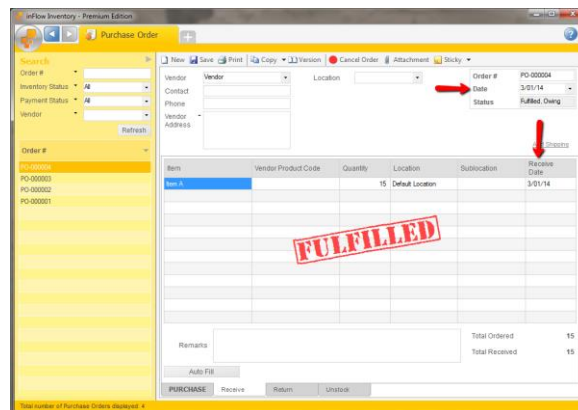 inFlow Inventory - Premium Edition
Purchase Order
Search
New Save Print Copy Version Cancel Order Attachment Sticky
Order #
Inventory Status All
Payment Status All
Vendor
Refresh
Vendor Vendor
Contact
Phone
Vendor
Address
Location
Order # PO-000004
Date 3/01/14
Status Fulfilled, Owing
Add Shipping
Order #
PO-000004
PO-000003
PO-000002
PO-000001
Item Vendor Product Code Quantity Location Sublocation Receive
Date
Item A 15 Default Location 3/01/14
FULFILLED
Remarks
Total Ordered 15
Total Received 15
Auto Fill
PURCHASE Receive Return Unstock
Total number of Purchase Orders displayed: 4